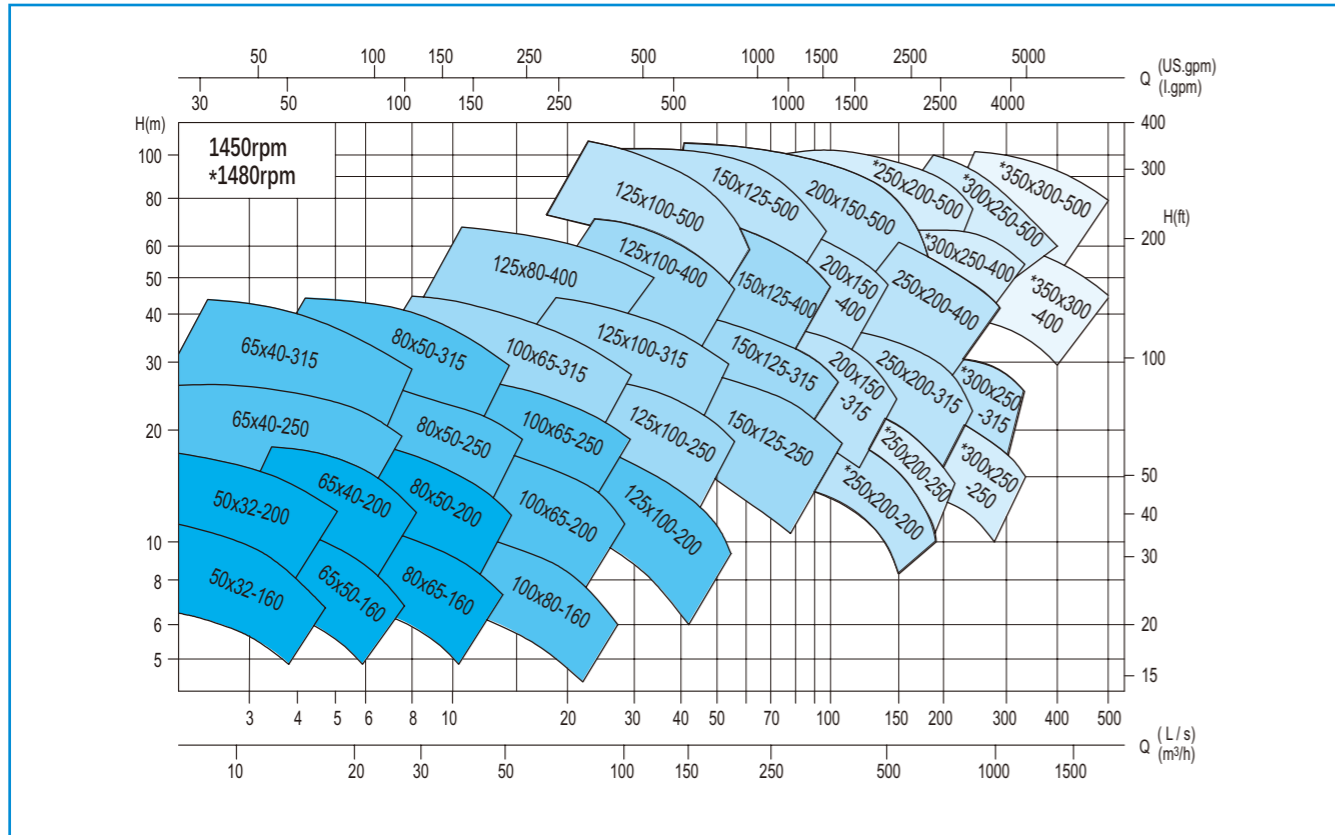 50 100 150 250 500 1000 1500 2500 5000
Q (US.gpm)
(I.gpm)
30 50 100 150 250 500 1000 1500 2500 4000
H(m)
1450rpm
*1480rpm
400
100
300
80
H(ft)
60
200
50
40
30
100
20
50
40
10
30
8
6
20
5
15
125x100-500
150x125-500
200x150-500
*250x200-500
*300x250-500
*350x300-500
125x80-400
125x100-400
150x125-400
200x150
-400
250x200-400
*300x250-400
*350x300
-400
65x40-315
80x50-315
100x65-315
125x100-315
150x125-315
200x150
-315
250x200-315
*300x250
-315
65x40-250
80x50-250
100x65-250
125x100-250
150x125-250
*250x200-250
*300x250
-250
50x32-200
65x40-200
80x50-200
100x65-200
125x100-200
*250x200-200
50x32-160
65x50-160
80x65-160
100x80-160
3 4 5 6 8 10 20 30 40 50 70 100 150 200 300 400 500
Q (L/s)
(m³/h)
10 20 30 50 100 150 250 500 1000 1500